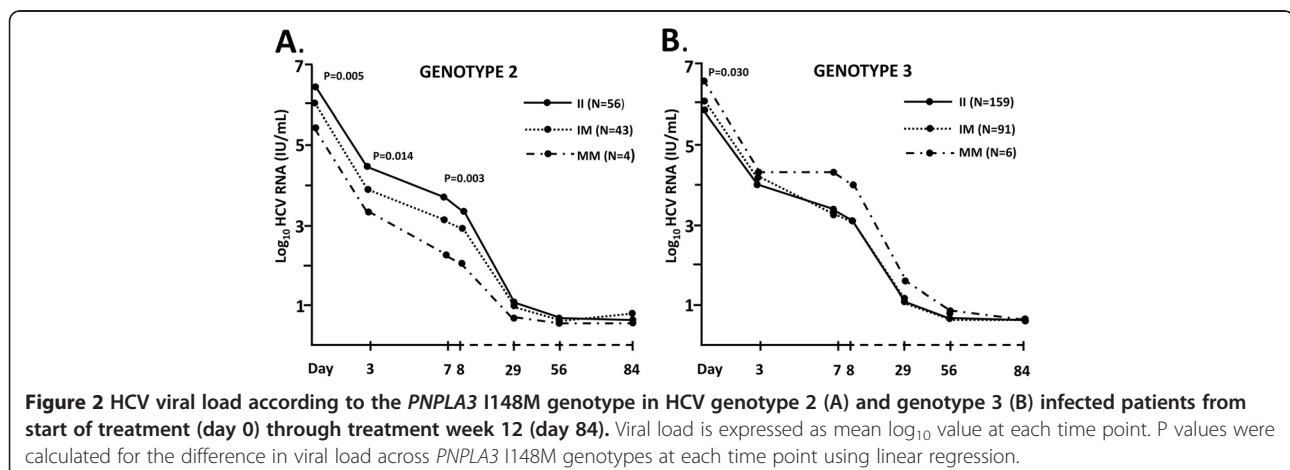 A.
GENOTYPE 2
7
5
3
1
Log10 HCV RNA (IU/mL)
P=0.005
P=0.014
P=0.003
II (N=56)
IM (N=43)
MM (N=4)
Day 3 7 8 29 56 84
B.
GENOTYPE 3
7
5
3
1
Log10 HCV RNA (IU/mL)
P=0.030
II (N=159)
IM (N=91)
MM (N=6)
Day 3 7 8 29 56 84
Figure 2 HCV viral load according to the PNPLA3 I148M genotype in HCV genotype 2 (A) and genotype 3 (B) infected patients from
start of treatment (day 0) through treatment week 12 (day 84). Viral load is expressed as mean log10 value at each time point. P values were
calculated for the difference in viral load across PNPLA3 I148M genotypes at each time point using linear regression.